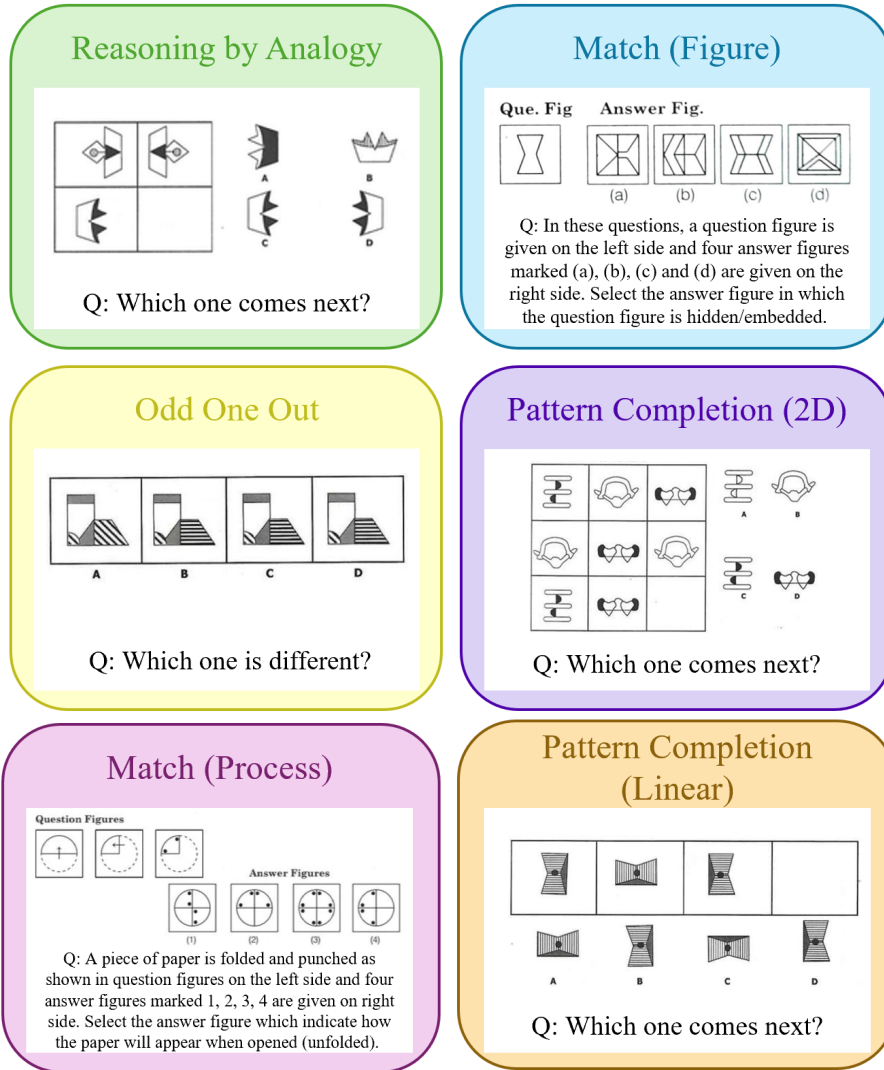 Reasoning by Analogy
A
B
C
D
Q: Which one comes next?
Match (Figure)
Que. Fig
Answer Fig.
(a)
(b)
(c)
(d)
Q: In these questions, a question figure is
given on the left side and four answer figures
marked (a), (b), (c) and (d) are given on the
right side. Select the answer figure in which
the question figure is hidden/embedded.
Odd One Out
A
B
C
D
Q: Which one is different?
Pattern Completion (2D)
A
B
C
D
Q: Which one comes next?
Match (Process)
Question Figures
Answer Figures
(1)
(2)
(3)
(4)
Q: A piece of paper is folded and punched as
shown in question figures on the left side and four
answer figures marked 1, 2, 3, 4 are given on right
side. Select the answer figure which indicate how
the paper will appear when opened (unfolded).
Pattern Completion
(Linear)
A
B
C
D
Q: Which one comes next?